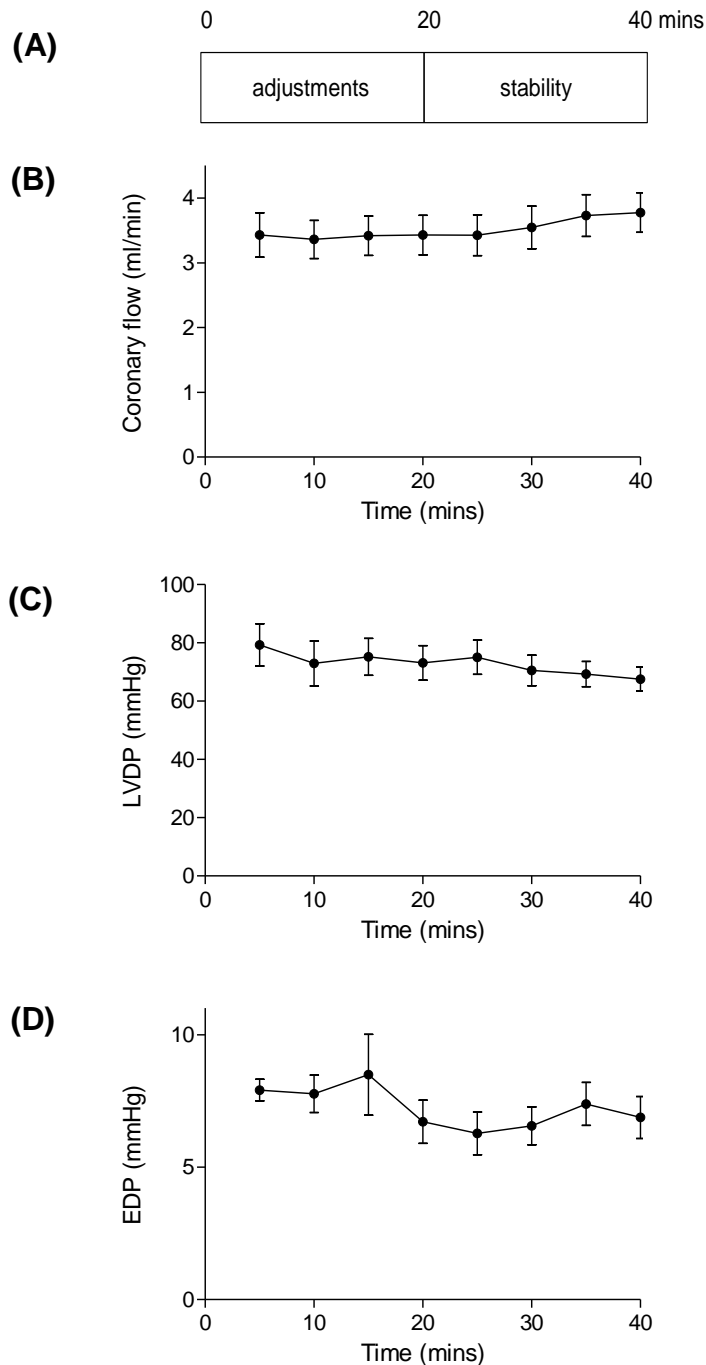 0 20 40 mins
(A)
adjustments stability
(B)
Coronary flow (ml/min)
4
3
2
1
0
0 10 20 30 40
Time (mins)
(C)
LVDP (mmHg)
100
80
60
40
20
0
0 10 20 30 40
Time (mins)
(D)
EDP (mmHg)
10
5
0
0 10 20 30 40
Time (mins)